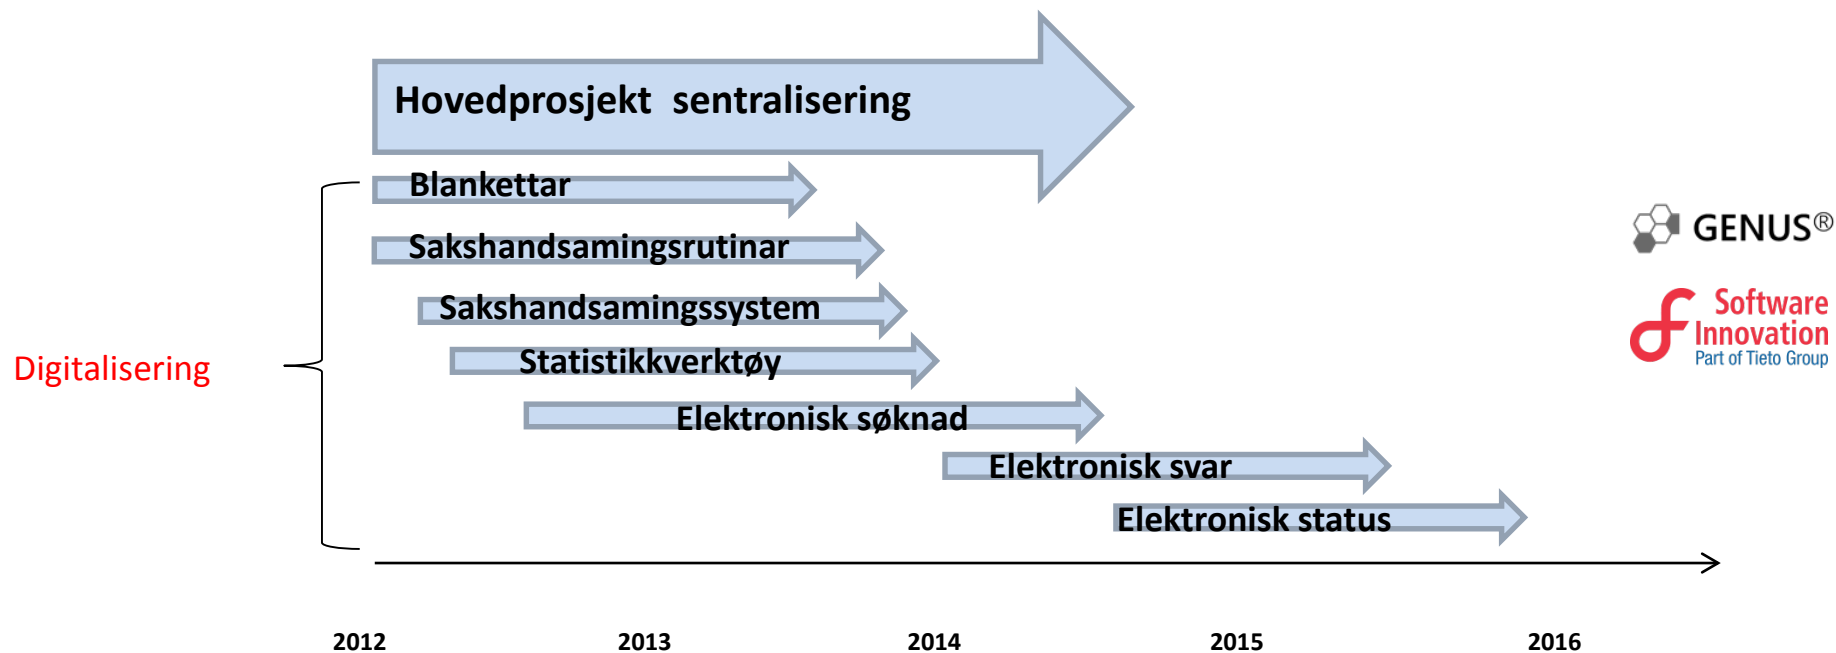 Hovedprosjekt  sentralisering
Blankettar
Sakshandsamingsrutinar
Sakshandsamingssystem
Statistikkverktøy
Elektronisk søknad
Elektronisk svar
Elektronisk status
Digitalisering
GENUS®
Software
Innovation
Part of Tieto Group
2012 2013 2014 2015 2016